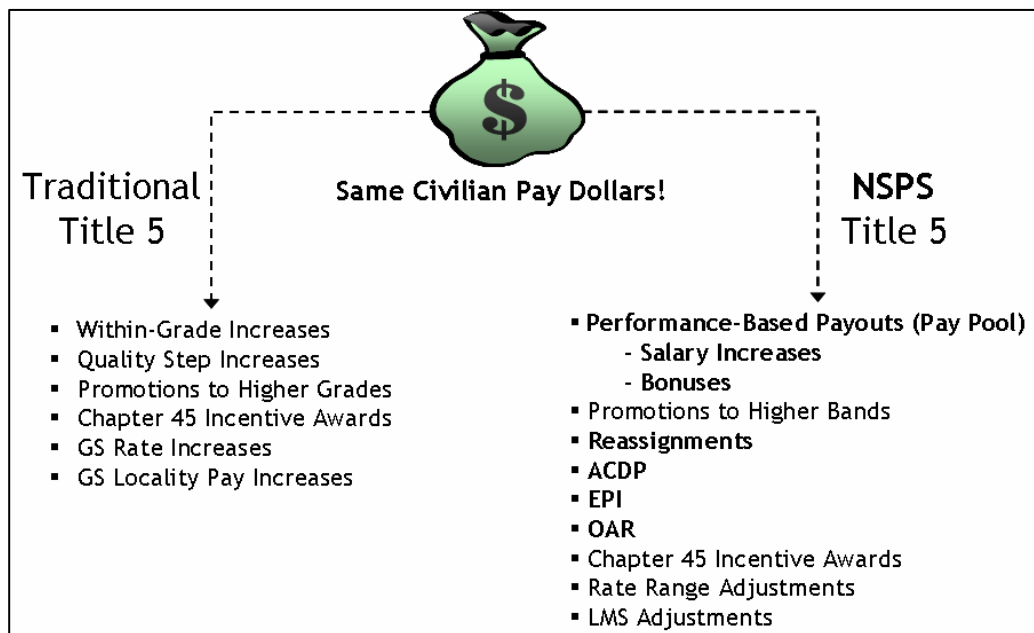 $
Same Civilian Pay Dollars!
Traditional
Title 5
▪ Within-Grade Increases
▪ Quality Step Increases
▪ Promotions to Higher Grades
▪ Chapter 45 Incentive Awards
▪ GS Rate Increases
▪ GS Locality Pay Increases
NSPS
Title 5
▪ Performance-Based Payouts (Pay Pool)
- Salary Increases
- Bonuses
▪ Promotions to Higher Bands
▪ Reassignments
▪ ACDP
▪ EPI
▪ OAR
▪ Chapter 45 Incentive Awards
▪ Rate Range Adjustments
▪ LMS Adjustments